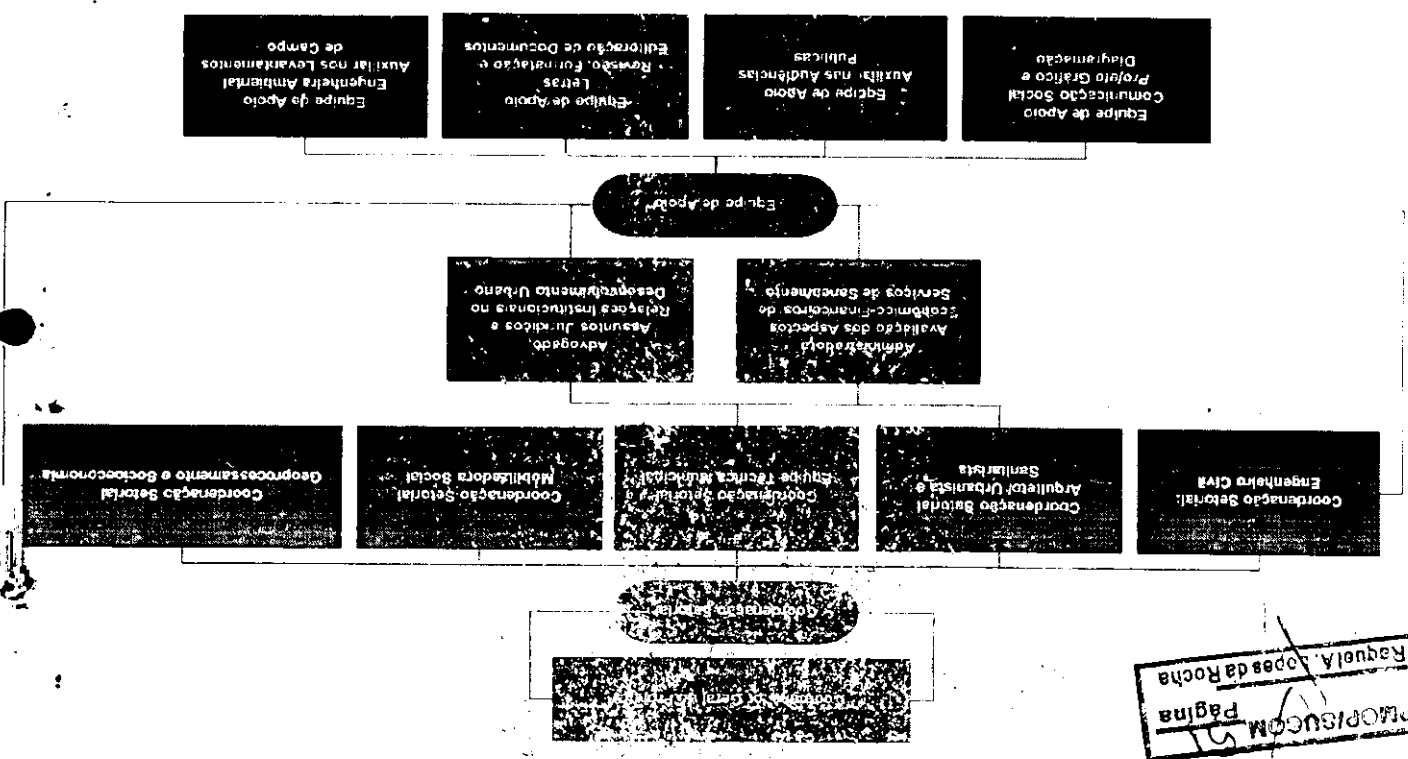 PMOP/SUCOM
Página
Raquel A. Lopes da Rocha
Geral
Coordenação Setorial
Coordenação Setorial:
Engenheiro Civil
Coordenação Setorial
Arquiteto Urbanista e
Sanitarista
Coordenação Setorial
Equipe Técnica Municipal
Coordenação Setorial
Mobilizadora Social
Coordenação Setorial
Geoprocessamento e Socioeconomia
Administradora
Avaliação dos Aspectos
Econômico-Financeiros de
Serviços de Saneamento
Advogado,
Assuntos Jurídicos e
Relações Institucionais no
Desenvolvimento Urbano
Equipe de Apoio
Equipe de Apoio
Comunicação Social
Projeto Gráfico e
Diagramação
Equipe de Apoio
Auxiliar nas Audiências
Públicas
Equipe de Apoio
Letras
Revisão, Formatação e
Editoração de Documentos
Equipe de Apoio
Engenheira Ambiental
Auxiliar nos Levantamentos
de Campo